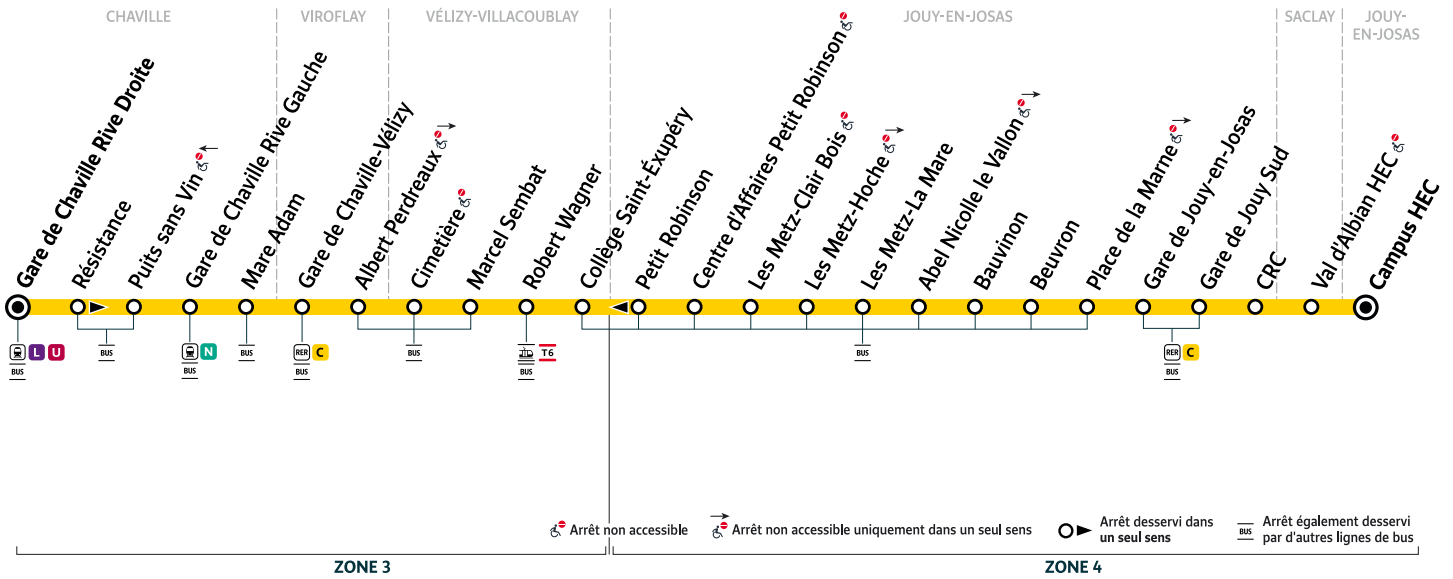 CHAVILLE
VIROFLAY
VÉLIZY-VILLACOUBLAY
JOUY-EN-JOSAS
SACLAY
JOUY-
EN-JOSAS
Gare de Chaville Rive Droite
Résistance
Puits sans Vin
Gare de Chaville Rive Gauche
Mare Adam
Gare de Chaville-Vélizy
Albert Perdreaux
Cimetière
Marcel Sembat
Robert Wagner
Collège Saint-Éxupéry
Petit Robinson
Centre d'Affaires Petit Robinson
Les Metz-Clair Bois
Les Metz-Hoche
Les Metz-La Mare
Abel Nicolle le Vallon
Bauvinon
Beuvron
Place de la Marne
Gare de Jouy-en-Josas
Gare de Jouy Sud
CRC
Val d'Albian HEC
Campus HEC
L U
BUS
BUS
N
BUS
BUS
RER C
BUS
BUS
T6
BUS
BUS
RER C
BUS
Arrêt non accessible
Arrêt non accessible uniquement dans un seul sens
Arrêt desservi dans
un seul sens
BUS
Arrêt également desservi
par d'autres lignes de bus
ZONE 3
ZONE 4